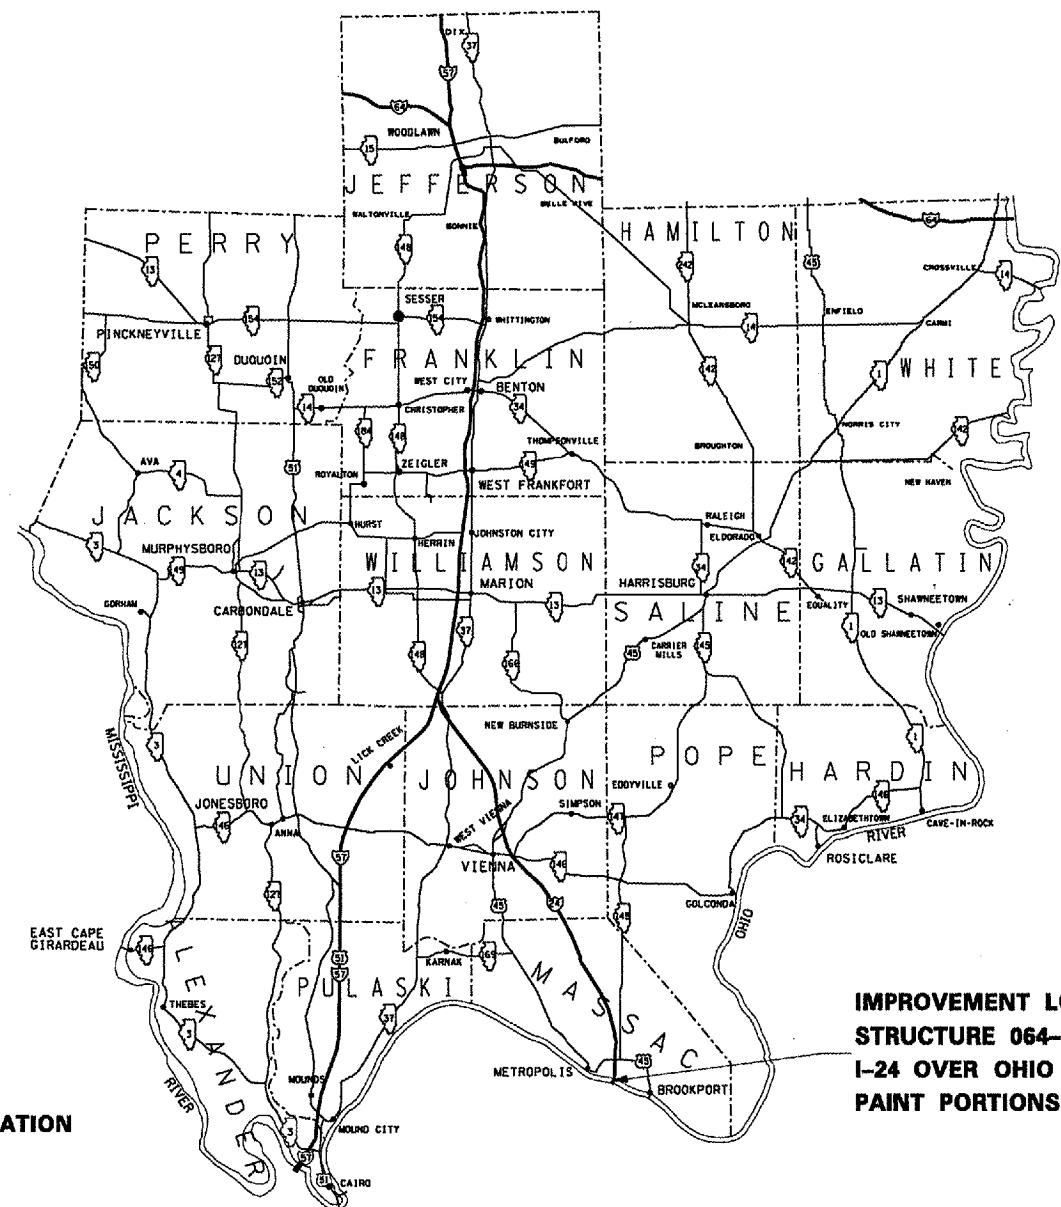 DIX
37
57
64
WOODLAWN
15
BULFORD
JEFFERSON
WALTONVILLE
BELLE RIVE
BONNIE
148
PERRY
HAMILTON
64
13
242
45
CROSSVILLE
14
SESSER
154
154
WHITTINGTON
MCLEANSBORO
ENFIELD
14
CARMI
PINCKNEYVILLE
127
FRANKLIN
150
DUQUOIN
152
OLD DUQUOIN
WEST CITY
BENTON
142
1
WHITE
14
CHRISTOPHER
34
184
148
THOMPSONVILLE
NORRIS CITY
142
BROUGHTON
AVA
4
51
ROYALTON
ZEIGLER
149
WEST FRANKFORT
NEW HAVEN
JACKSON
HURST
JOHNSTON CITY
RALEIGH
ELDORADO
3
MURPHYSBORO
HERRIN
WILLIAMSON
142
GALLATIN
149
13
13
MARION
HARRISBURG
34
GORHAM
CARBONDALE
13
SALINE
EQUALITY
13
SHAWNEETOWN
127
37
1
OLD SHAWNEETOWN
148
166
45
CARRIER MILLS
145
MISSISSIPPI
3
LICK CREEK
NEW BURNSIDE
1
UNION
JOHNSON
POPE
HARDIN
JONESBORO
EDDYVILLE
146
146
ANNA
WEST VIENNA
SIMPSON
147
34
ELIZABETHTOWN
RIVER
CAVE-IN-ROCK
57
VIENNA
146
ROSICLARE
127
45
24
GOLCONDA
145
OHIO
EAST CAPE
GIRARDEAU
146
ALEXANDER
51
57
KARNAK
169
PULASKI
MASSAC
THEBES
3
37
METROPOLIS
45
BROOKPORT
RIVER
MOUNDS
MOUND CITY
3
57
51
CAIRO
IMPROVEMENT
STRUCTURE 064-
I-24 OVER OHIO
PAINT PORTIONS
ATION